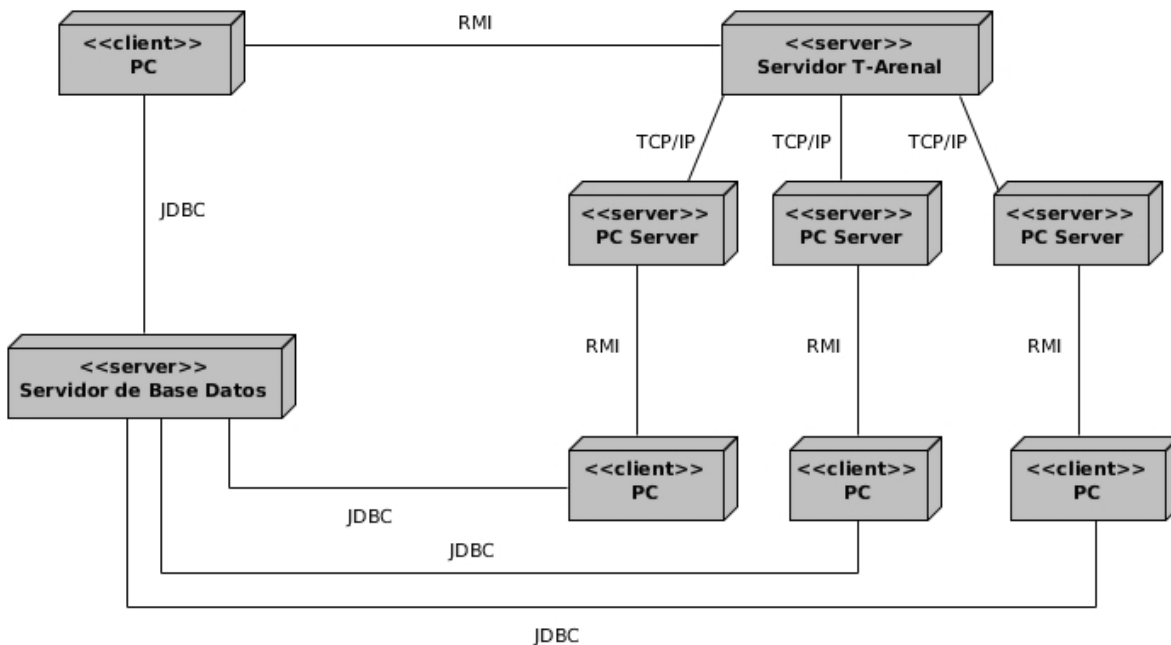 RMI
<<client>>
PC
<<server>>
Servidor T-Arenal
TCP/IP
TCP/IP
TCP/IP
JDBC
<<server>>
PC Server
<<server>>
PC Server
<<server>>
PC Server
RMI
RMI
RMI
<<server>>
Servidor de Base Datos
<<client>>
PC
<<client>>
PC
<<client>>
PC
JDBC
JDBC
JDBC